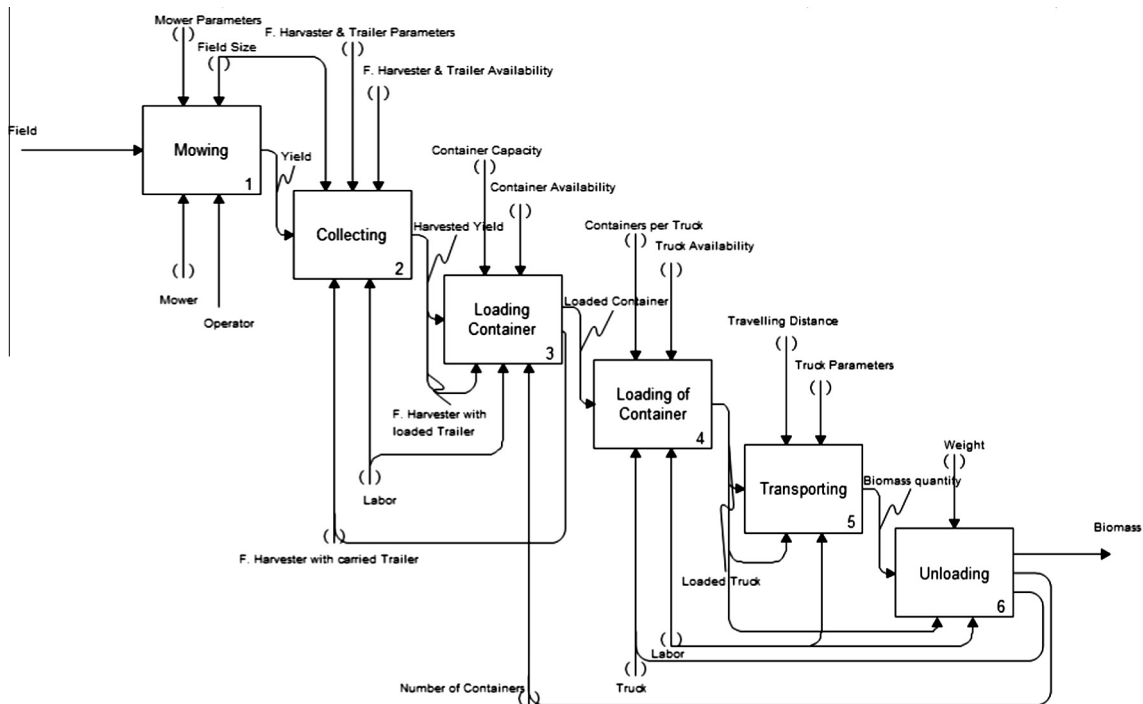 Mower Parameters
Field Size
F. Harvaster & Trailer Parameters
F. Harvester & Trailer Availability
Field
Mowing
1
Yield
Mower
Operator
Collecting
2
Container Capacity
Container Availability
Harvested Yield
Loading
Container
3
F. Harvester with
loaded Trailer
Labor
F. Harvester with carried Trailer
Containers per Truck
Truck Availability
Loaded Container
Loading of
Container
4
Travelling Distance
Truck Parameters
Transporting
5
Loaded Truck
Weight
Biomass quantity
Unloading
6
Biomass
Labor
Truck
Number of Containers